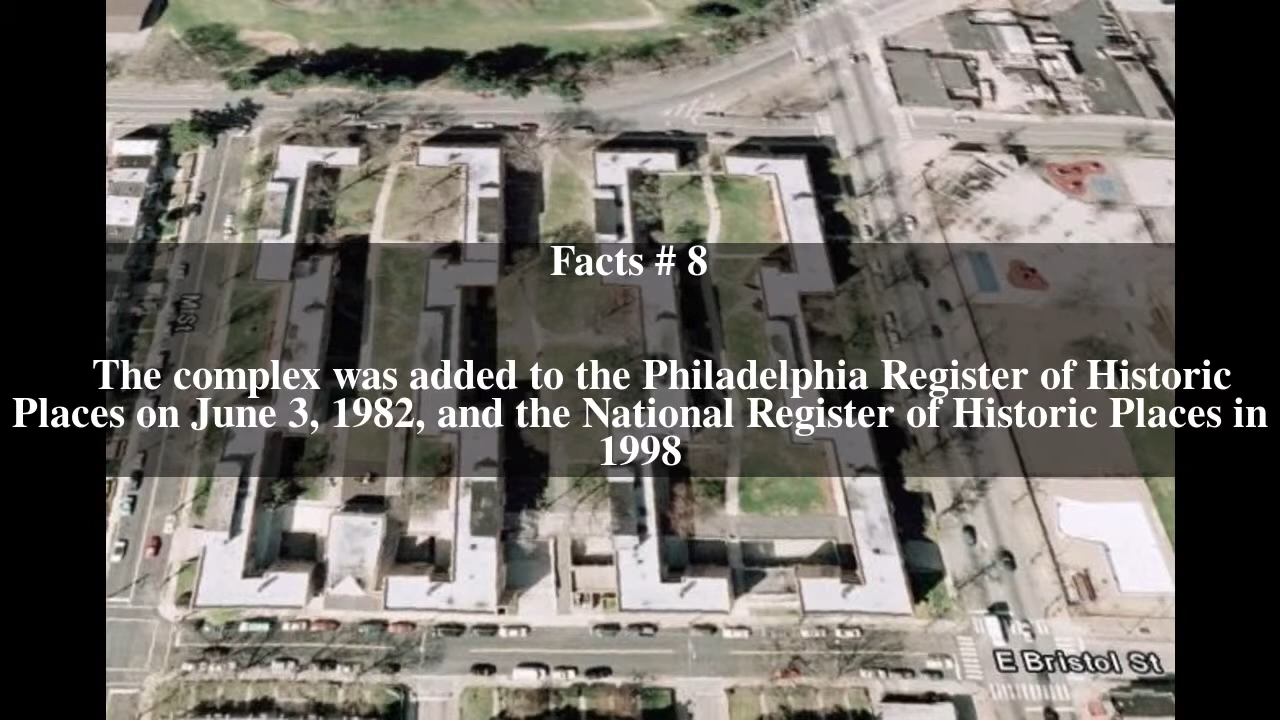 Facts # 8
M St
The complex was added to the Philadelphia Register of Historic
Places on June 3, 1982, and the National Register of Historic Places in
1998
E Bristol St